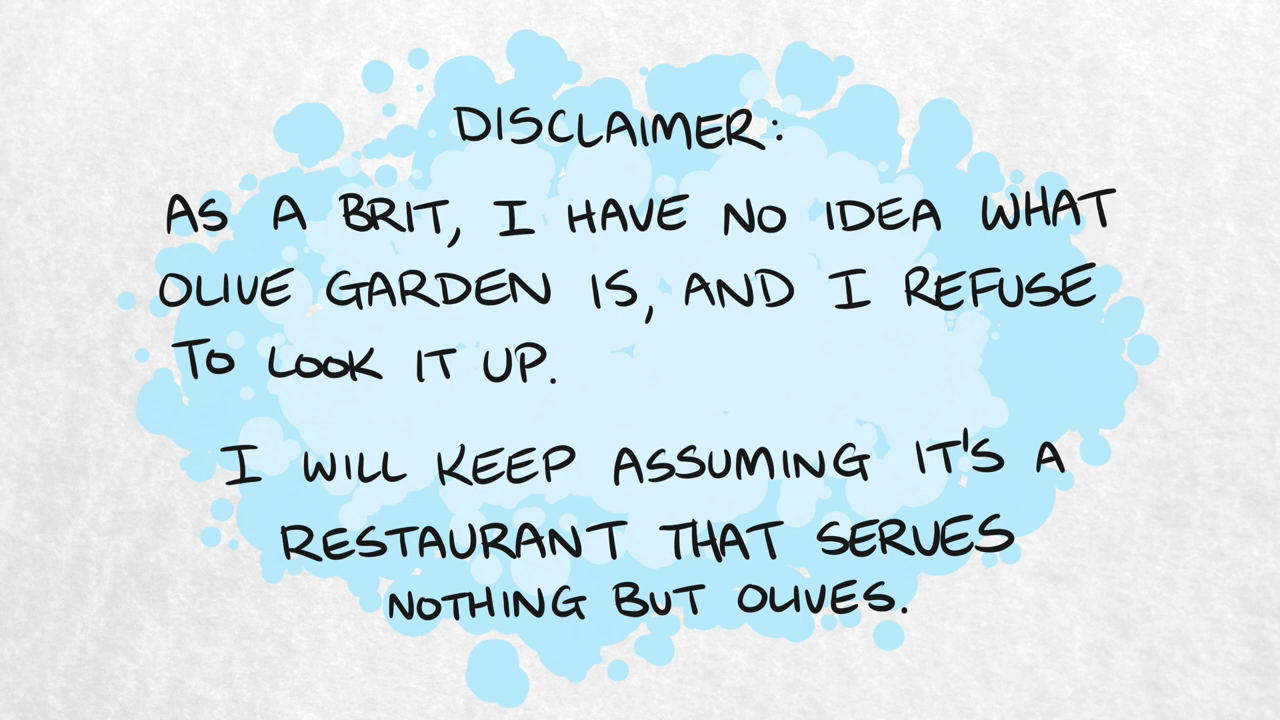 DISCLAIMER:
AS A BRIT, I HAVE NO IDEA WHAT
OLIVE GARDEN IS, AND I REFUSE
TO LOOK IT UP.
I WILL KEEP ASSUMING IT'S A
RESTAURANT THAT SERVES
NOTHING BUT OLIVES.